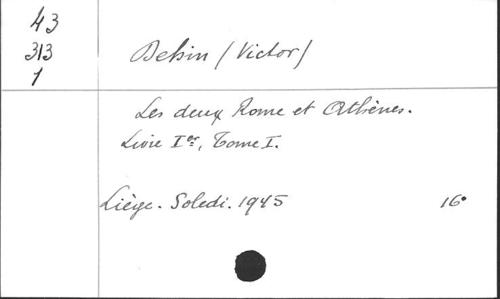 43
313
1
Dehin (Victor)
Les deux Rome et Athènes.
Livre Ier, Tome I.
Liège. Soledi. 1945 16°